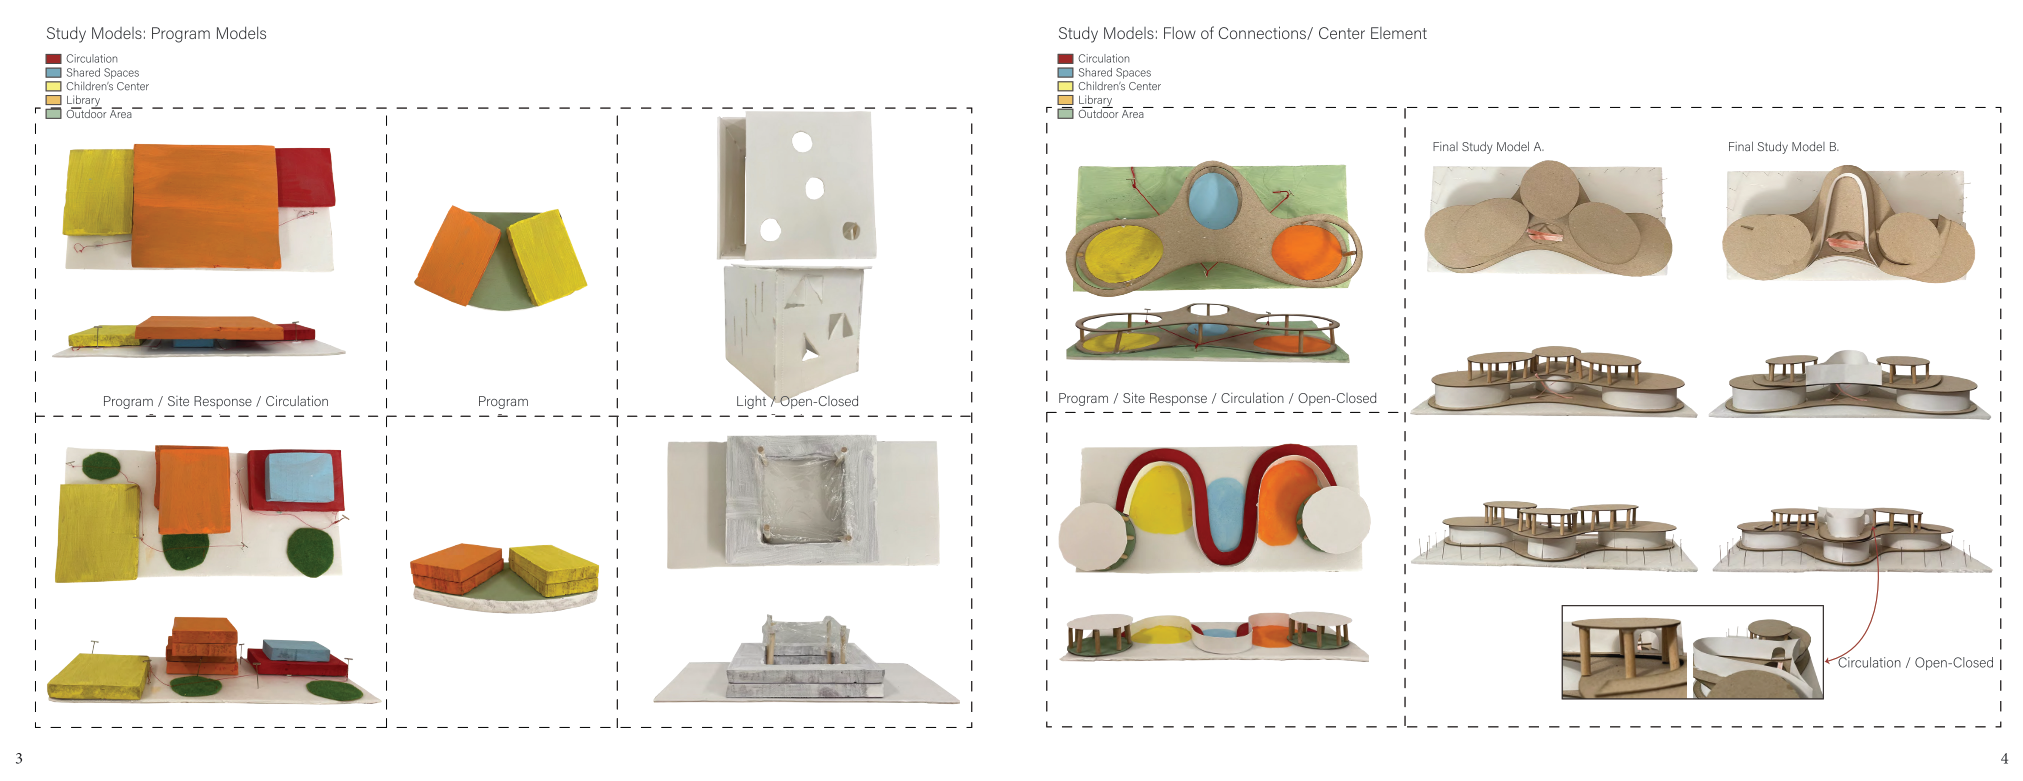 Study Models: Program Models
Circulation
Shared Spaces
Children's Center
Library
Outdoor Area
Program / Site Response / Circulation
Program
Light / Open-Closed
3
Study Models: Flow of Connections/ Center Element
Circulation
Shared Spaces
Children's Center
Library
Outdoor Area
Program / Site Response / Circulation / Open-Closed
Final Study Model A.
Final Study Model B.
Circulation / Open-Closed
4